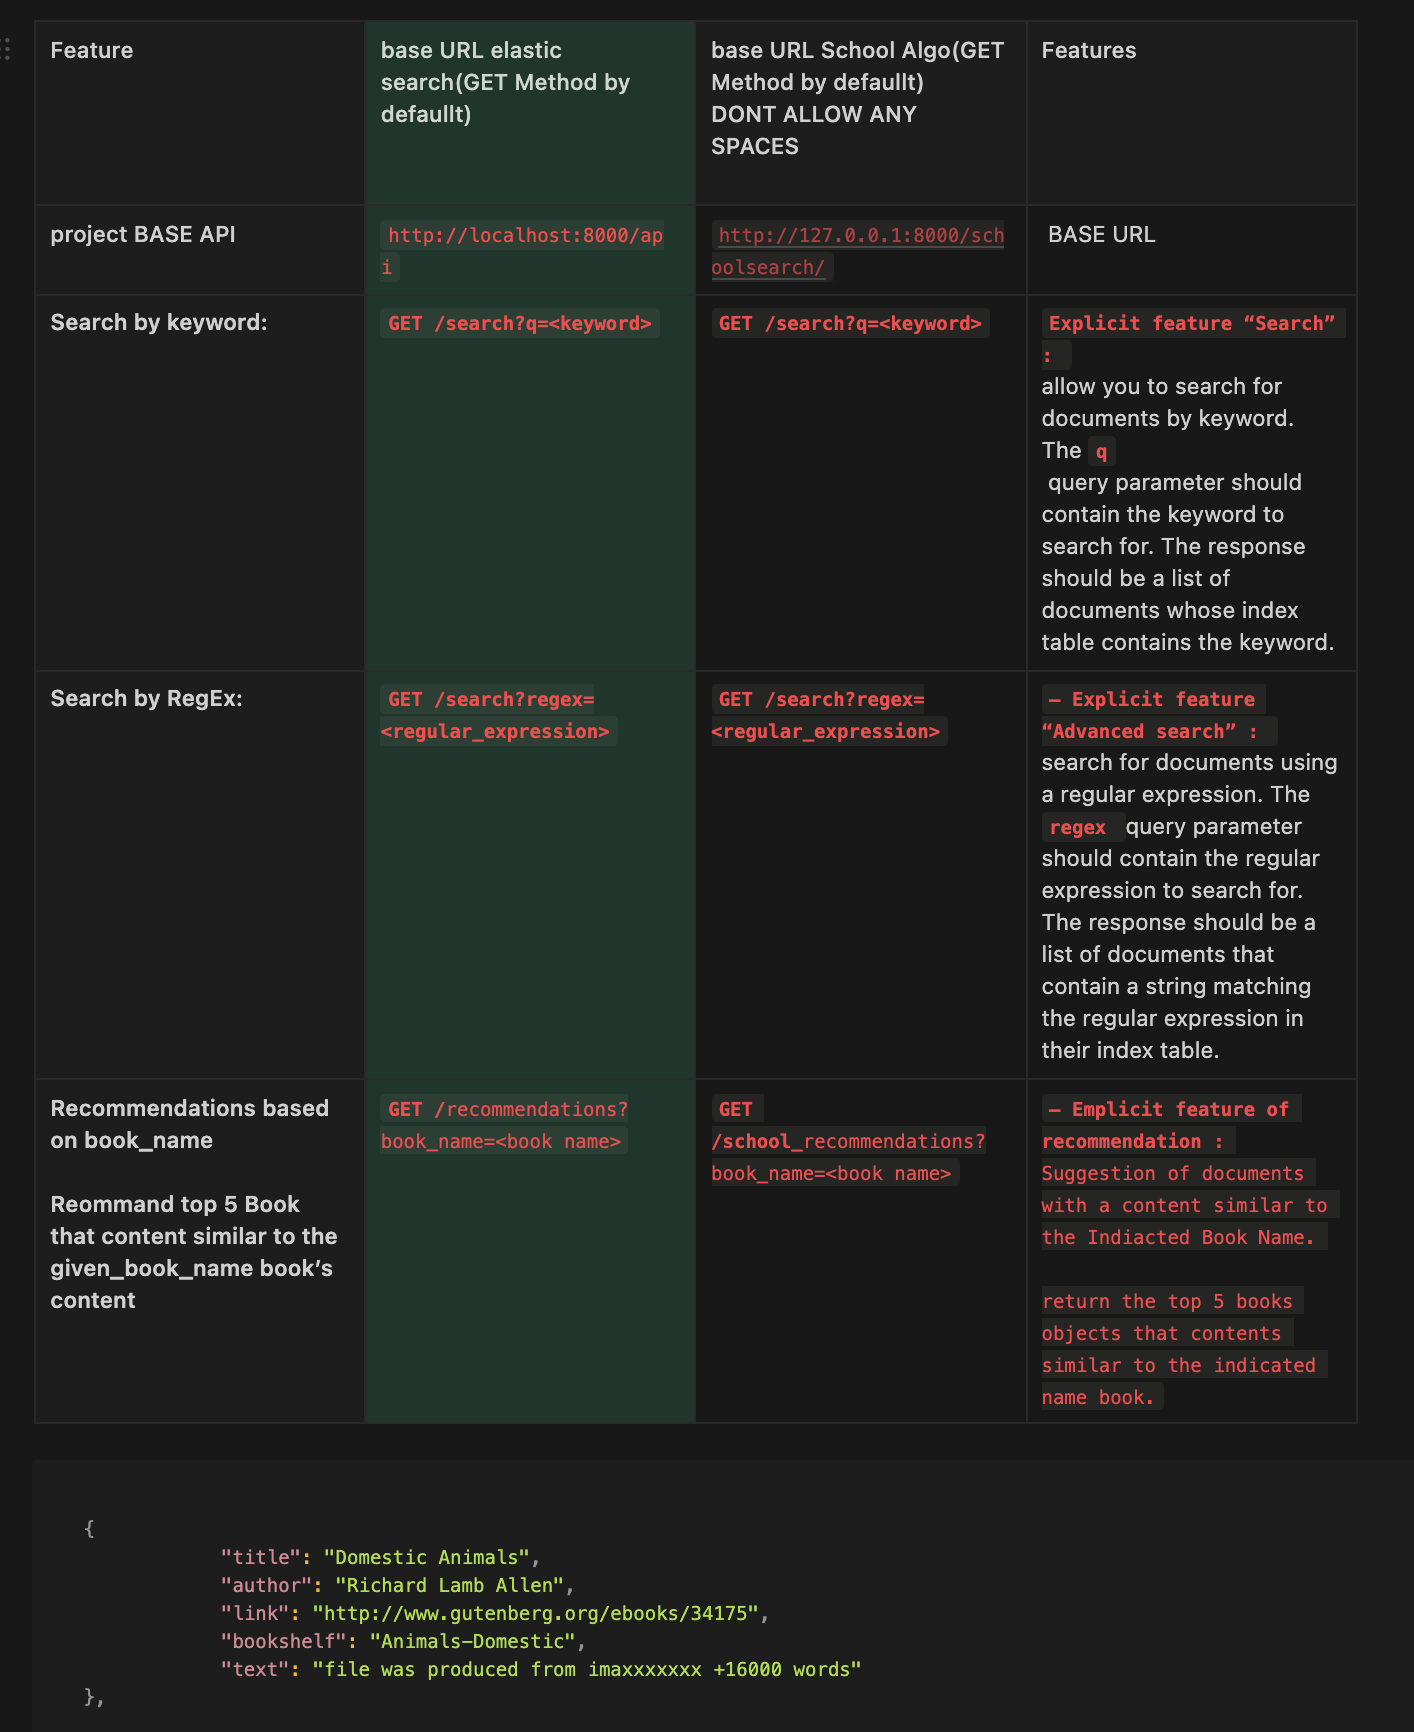 Feature
base URL elastic
search(GET Method by
defaullt)
base URL School Algo(GET
Method by defaullt)
DONT ALLOW ANY
SPACES
Features
project BASE API
http://localhost:8000/ap
i
http://127.0.0.1:8000/sch
oolsearch/
BASE URL
Search by keyword:
GET /search?q=<keyword>
GET /search?q=<keyword>
Explicit feature “Search”
:
allow you to search for
documents by keyword.
The q
query parameter should
contain the keyword to
search for. The response
should be a list of
documents whose index
table contains the keyword.
Search by RegEx:
GET /search?regex=
<regular_expression>
GET /search?regex=
<regular_expression>
— Explicit feature
“Advanced search” :
search for documents using
a regular expression. The
regex query parameter
should contain the regular
expression to search for.
The response should be a
list of documents that
contain a string matching
the regular expression in
their index table.
Recommendations based
on book_name
Reommand top 5 Book
that content similar to the
given_book_name book’s
content
GET /recommendations?
book_name=<book name>
GET
/school_recommendations?
book_name=<book name>
— Emplicit feature of
recommendation :
Suggestion of documents
with a content similar to
the Indiacted Book Name.
return the top 5 books
objects that contents
similar to the indicated
name book.
{
"title": "Domestic Animals",
"author": "Richard Lamb Allen",
"link": "http://www.gutenberg.org/ebooks/34175",
"bookshelf": "Animals-Domestic",
"text": "file was produced from imaxxxxxxx +16000 words"
},